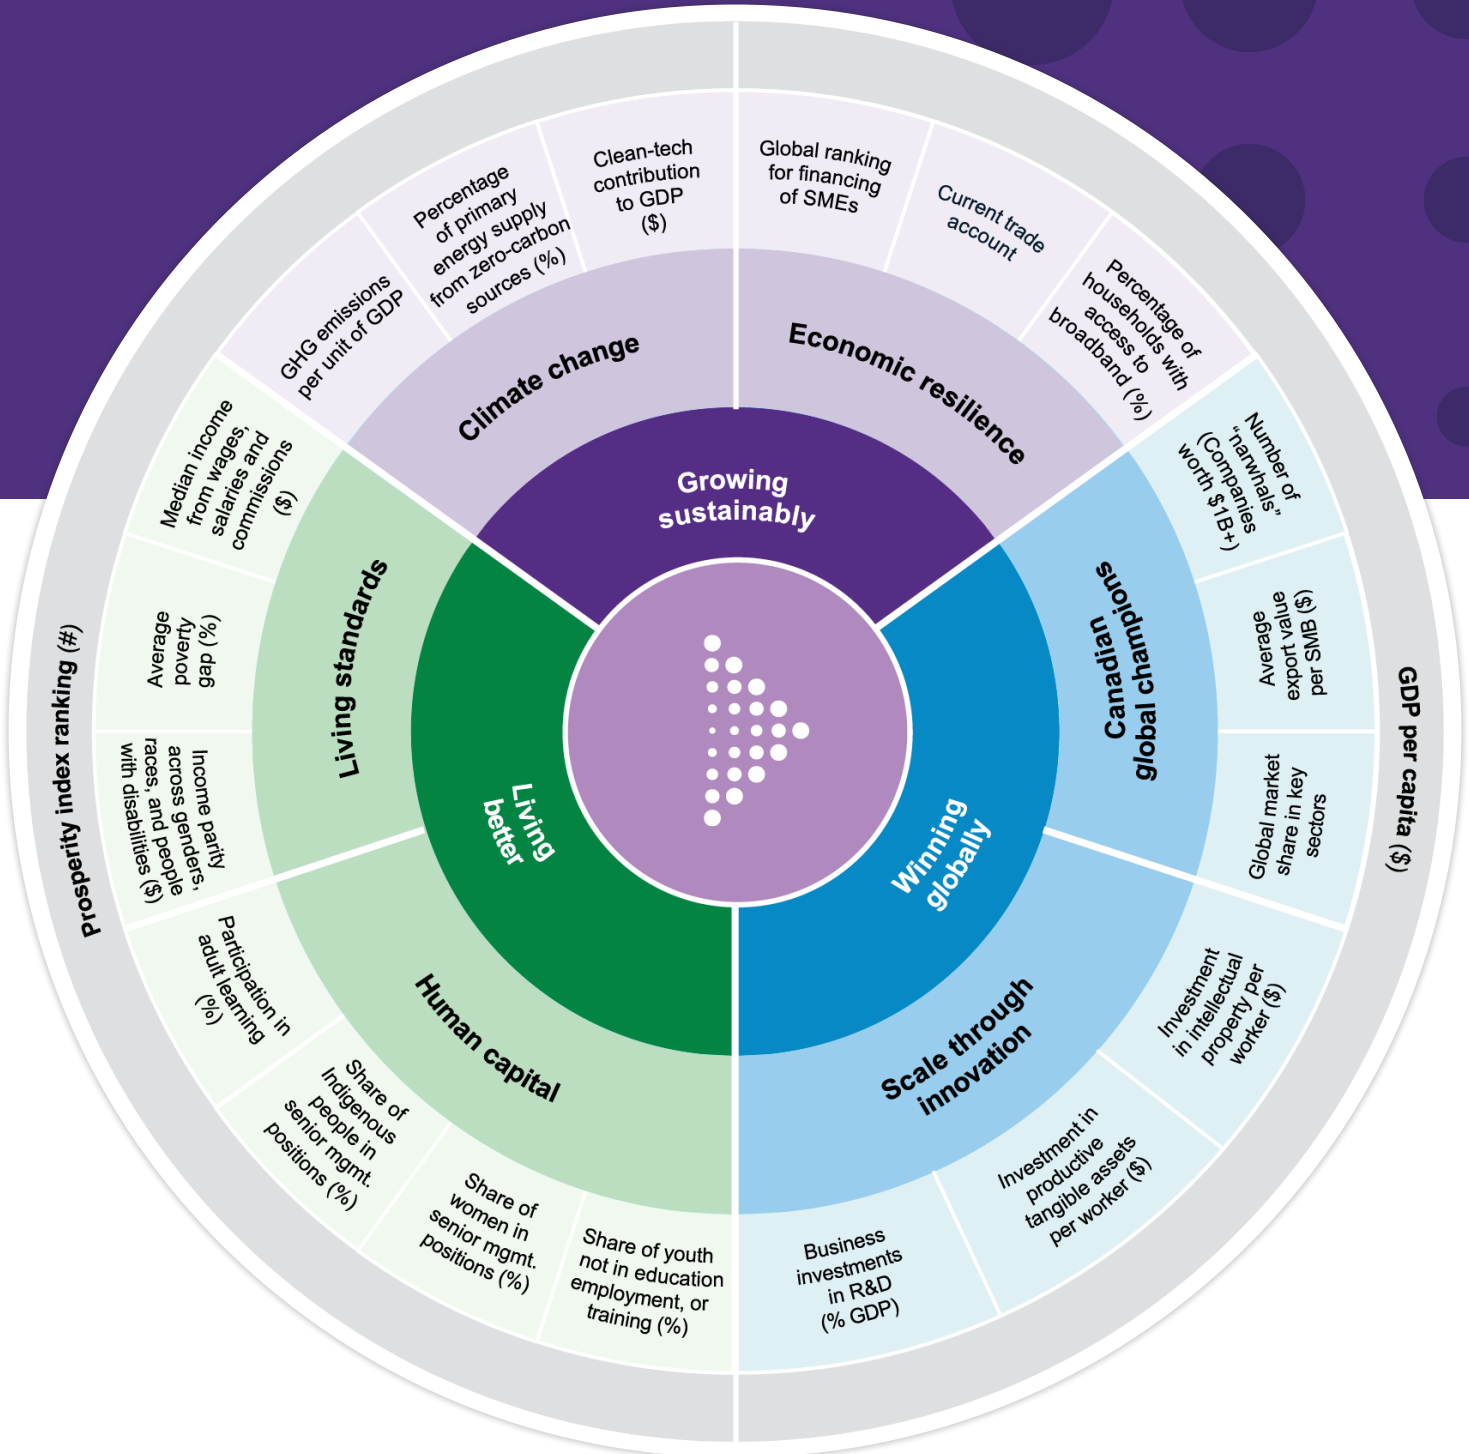 Clean-tech
contribution
to GDP
($)
Global ranking
for financing
of SMEs
Current trade
account
Percentage of
households with
access to
broadband (%)
Percentage
of primary
energy supply
from zero-carbon
sources (%)
GHG emissions
per unit of GDP
Climate change
Economic resilience
Growing
sustainably
Number of
“narwhals”
(Companies
worth $1B+)
Average
export value
per SMB ($)
Global market
share in key
sectors
Canadian
global champions
GDP per capita ($)
Winning
globally
Scale through
innovation
Investment
in intellectual
property per
worker ($)
Investment in
productive
tangible assets
per worker ($)
Business
investments
in R&D
(% GDP)
Share of youth
not in education
employment, or
training (%)
Share of
women in
senior mgmt.
positions (%)
Share of
Indigenous
people in
senior mgmt.
positions (%)
Participation in
adult learning
(%)
Human capital
Living
better
Living standards
Income parity
across genders,
races, and people
with disabilities ($)
Average
poverty
gap (%)
Median income
from wages,
salaries and
commissions
($)
Prosperity index ranking (#)